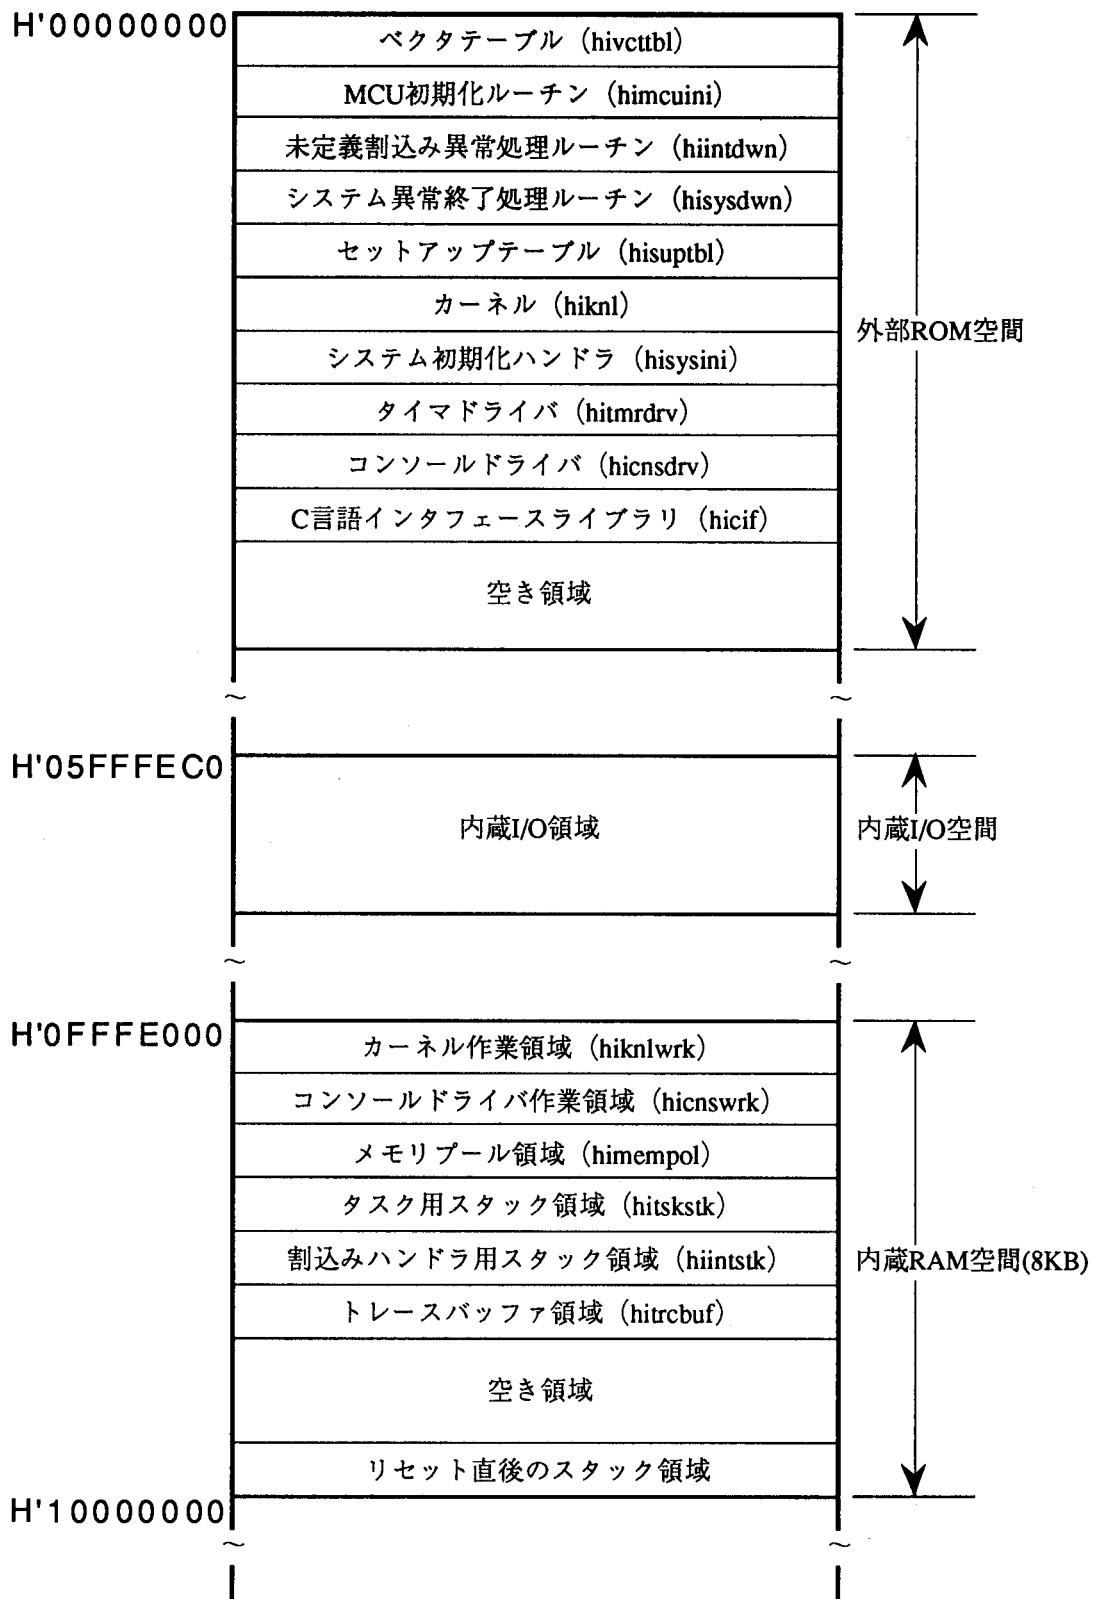 H'00000000
ベクタテーブル（hivcttbl）
MCU初期化ルーチン（himcuini）
未定義割込み異常処理ルーチン（hiintdwn）
システム異常終了処理ルーチン（hisysdwn）
セットアップテーブル（hisuptbl）
カーネル（hiknl）
外部ROM空間
システム初期化ハンドラ（hisysini）
タイマドライバ（hitmrdrv）
コンソールドライバ（hicnsdrv）
C言語インタフェースライブラリ（hicif）
空き領域
～ ～
H'05FFFEC0
内蔵I/O領域
内蔵I/O空間
～ ～
H'0FFFE000
カーネル作業領域（hiknlwrk）
コンソールドライバ作業領域（hicnswrk）
メモリプール領域（himempol）
タスク用スタック領域（hitskstk）
割込みハンドラ用スタック領域（hiintstk）
内蔵RAM空間(8KB)
トレースバッファ領域（hitrcbuf）
空き領域
リセット直後のスタック領域
H'10000000
～ ～